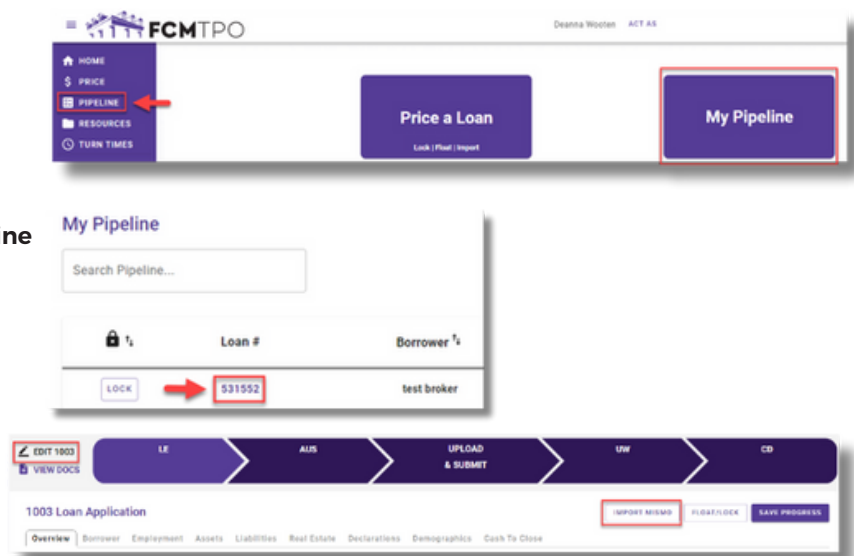 FCMTPO
Deanna Wooten ACT AS
HOME
$ PRICE
PIPELINE
RESOURCES
TURN TIMES
Price a Loan
Lock | Float | Import
My Pipeline
ine
My Pipeline
Search Pipeline...
Loan # Borrower
LOCK 531552 test broker
EDIT 1003
VIEW DOCS
LE AUS UPLOAD & SUBMIT UW CD
1003 Loan Application
IMPORT MISMO FLOAT/LOCK SAVE PROGRESS
Overview Borrower Employment Assets Liabilities Real Estate Declarations Demographics Cash To Close